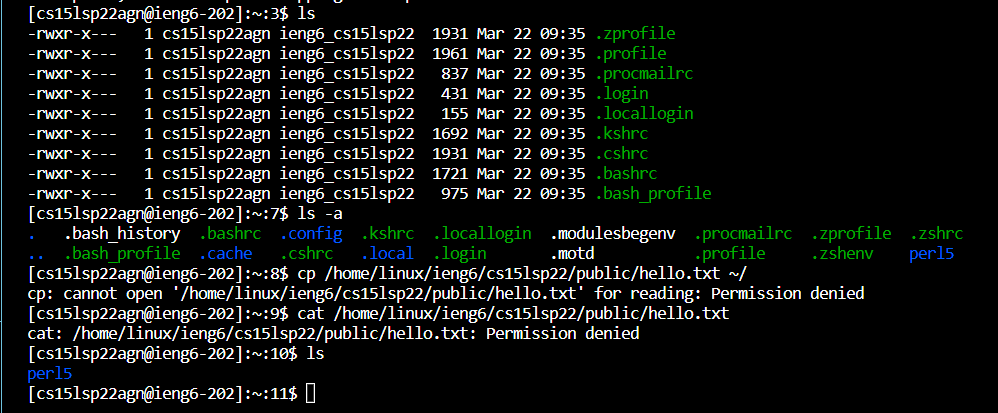 [cs15lsp22agn@ieng6-202]:~:3$ ls
-rwxr-x--- 1 cs15lsp22agn ieng6_cs15lsp22 1931 Mar 22 09:35 .zprofile
-rwxr-x--- 1 cs15lsp22agn ieng6_cs15lsp22 1961 Mar 22 09:35 .profile
-rwxr-x--- 1 cs15lsp22agn ieng6_cs15lsp22 837 Mar 22 09:35 .procmailrc
-rwxr-x--- 1 cs15lsp22agn ieng6_cs15lsp22 431 Mar 22 09:35 .login
-rwxr-x--- 1 cs15lsp22agn ieng6_cs15lsp22 155 Mar 22 09:35 .locallogin
-rwxr-x--- 1 cs15lsp22agn ieng6_cs15lsp22 1692 Mar 22 09:35 .kshrc
-rwxr-x--- 1 cs15lsp22agn ieng6_cs15lsp22 1931 Mar 22 09:35 .cshrc
-rwxr-x--- 1 cs15lsp22agn ieng6_cs15lsp22 1721 Mar 22 09:35 .bashrc
-rwxr-x--- 1 cs15lsp22agn ieng6_cs15lsp22 975 Mar 22 09:35 .bash_profile
[cs15lsp22agn@ieng6-202]:~:7$ ls -a
. .bash_history .bashrc .config .kshrc .locallogin .modulesbegenv .procmailrc .zprofile .zshrc
.. .bash_profile .cache .cshrc .local .login .motd .profile .zshenv perl5
[cs15lsp22agn@ieng6-202]:~:8$ cp /home/linux/ieng6/cs15lsp22/public/hello.txt ~/
cp: cannot open '/home/linux/ieng6/cs15lsp22/public/hello.txt' for reading: Permission denied
[cs15lsp22agn@ieng6-202]:~:9$ cat /home/linux/ieng6/cs15lsp22/public/hello.txt
cat: /home/linux/ieng6/cs15lsp22/public/hello.txt: Permission denied
[cs15lsp22agn@ieng6-202]:~:10$ ls
perl5
[cs15lsp22agn@ieng6-202]:~:11$